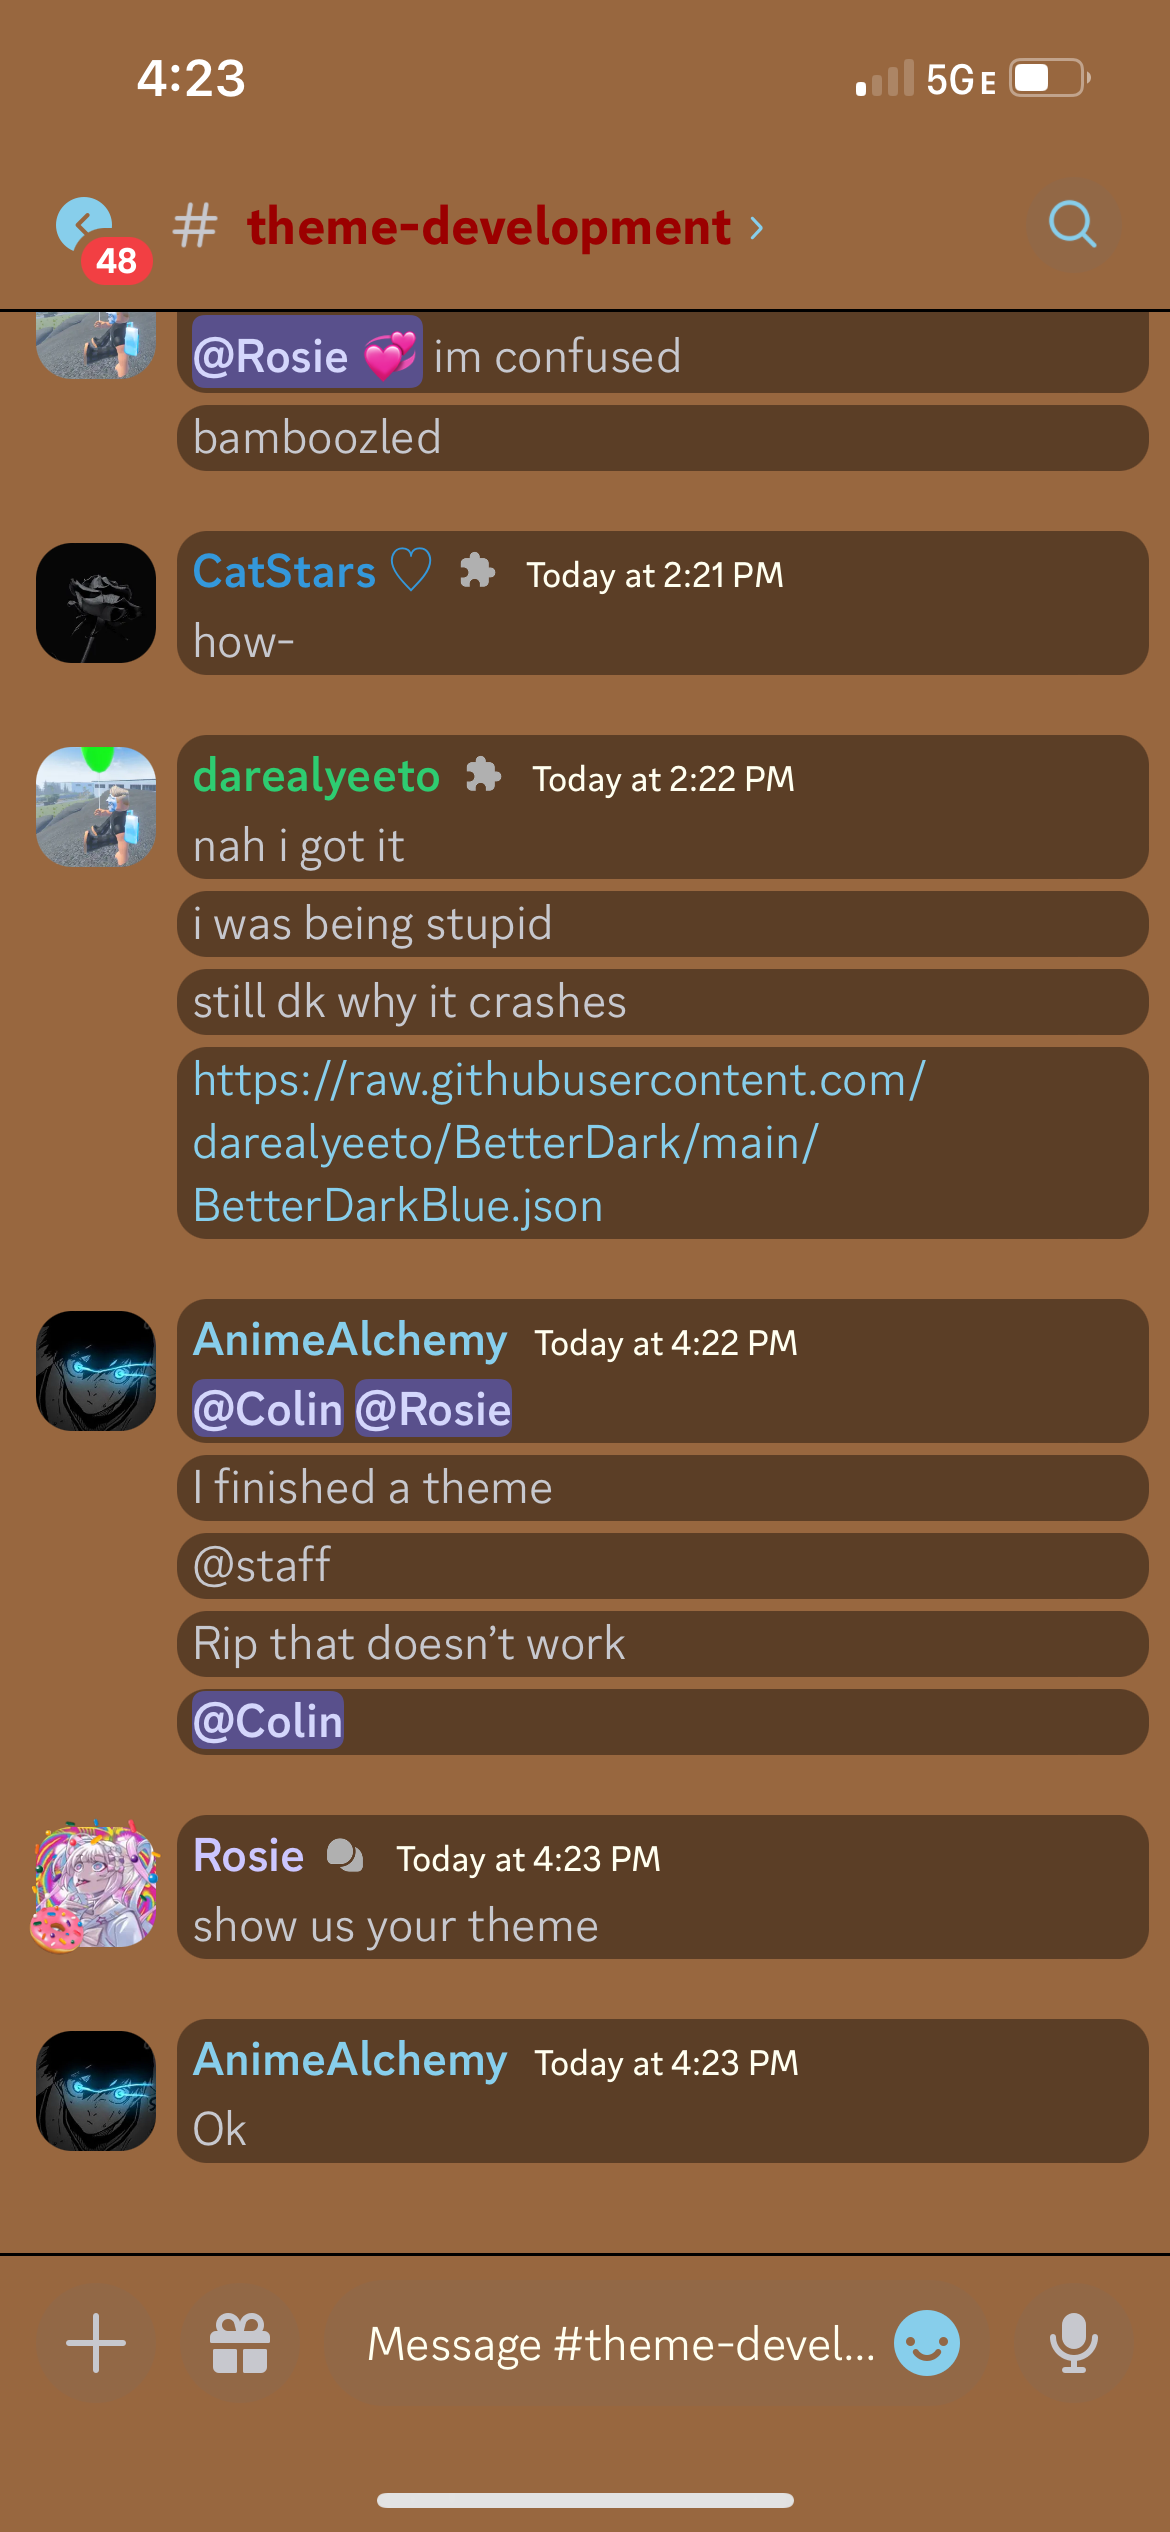 4:23
5G E
48
# theme-development
@Rosie 💞 im confused
bamboozled
CatStars ♡ Today at 2:21 PM
how-
darealyeeto Today at 2:22 PM
nah i got it
i was being stupid
still dk why it crashes
https://raw.githubusercontent.com/
darealyeeto/BetterDark/main/
BetterDarkBlue.json
AnimeAlchemy Today at 4:22 PM
@Colin @Rosie
I finished a theme
@staff
Rip that doesn’t work
@Colin
Rosie Today at 4:23 PM
show us your theme
AnimeAlchemy Today at 4:23 PM
Ok
Message #theme-devel...